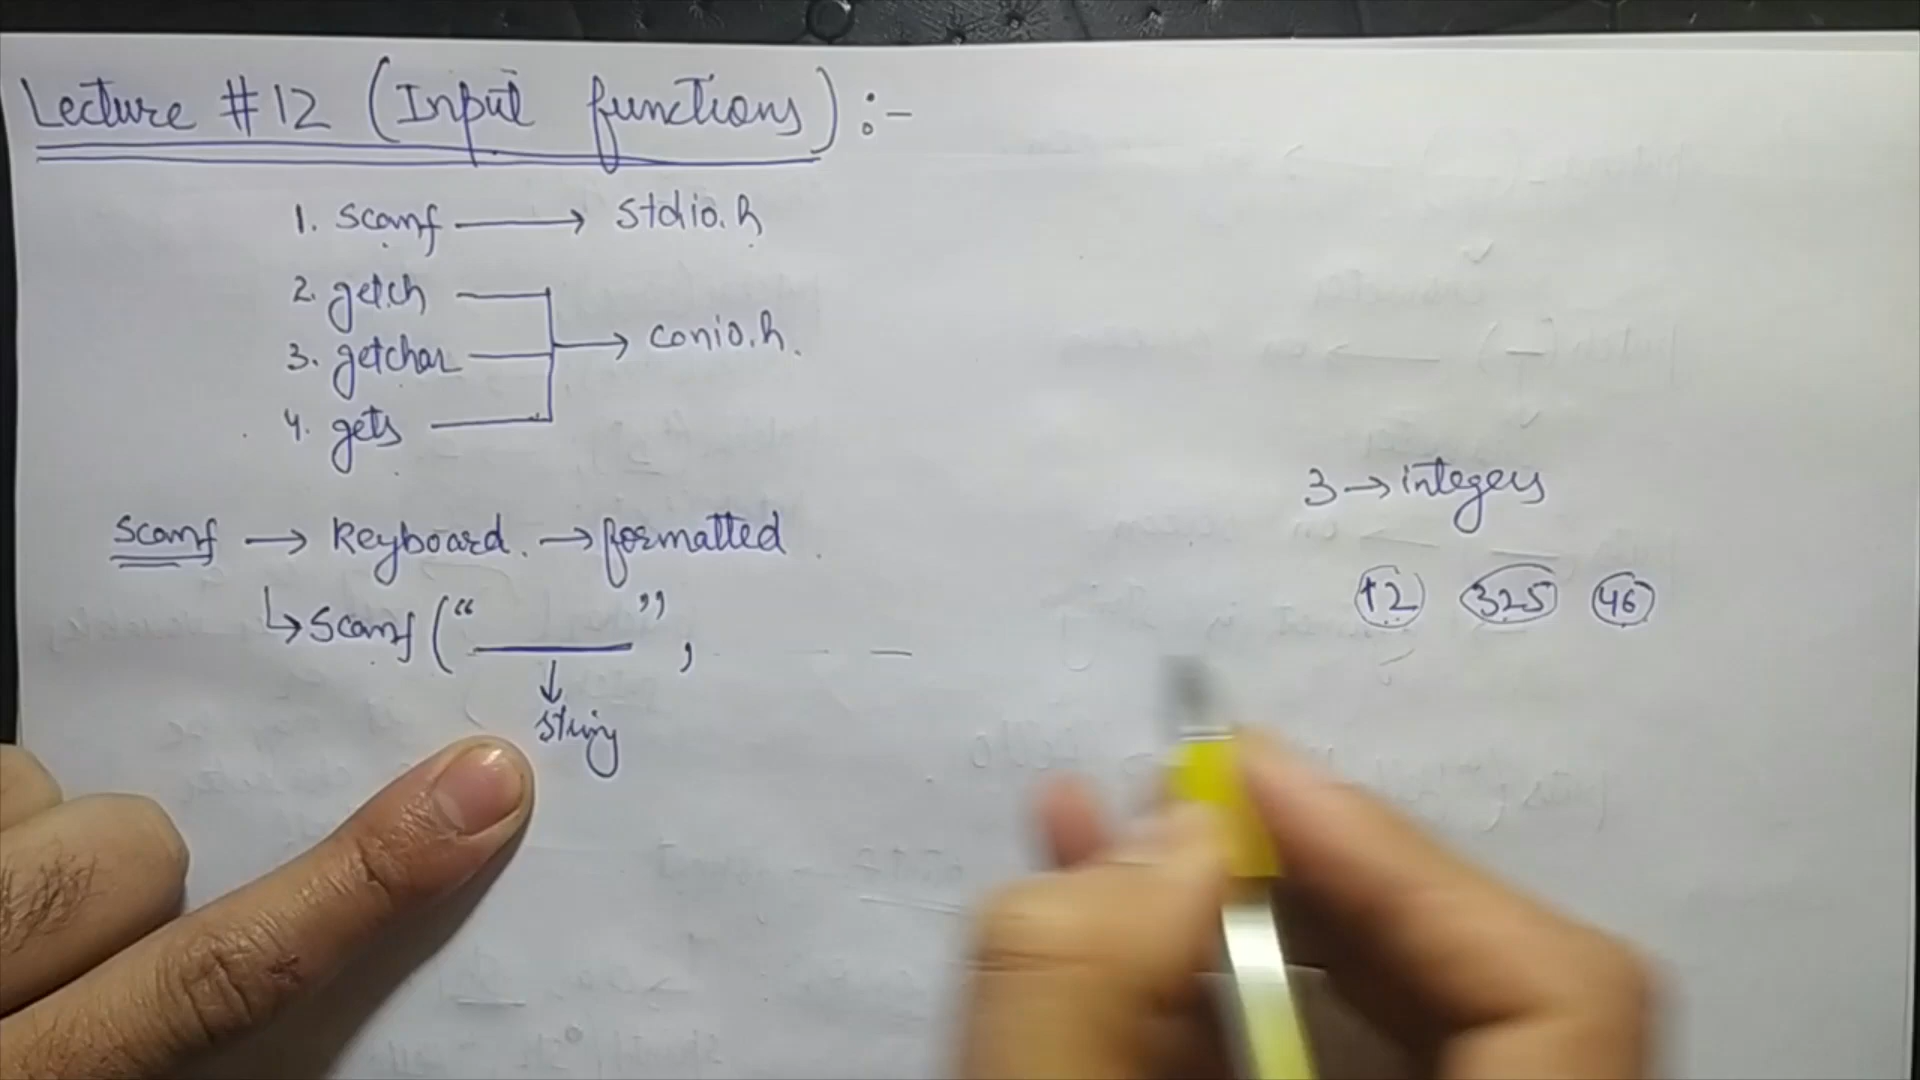 Lecture #12 (Input functions) :-
1. scanf → stdio.h
2. getch
3. getchar → conio.h.
4. gets
3 → integers
scanf → Keyboard. → formatted
12 325 46
↳ scanf (" ______ ",
↓
string